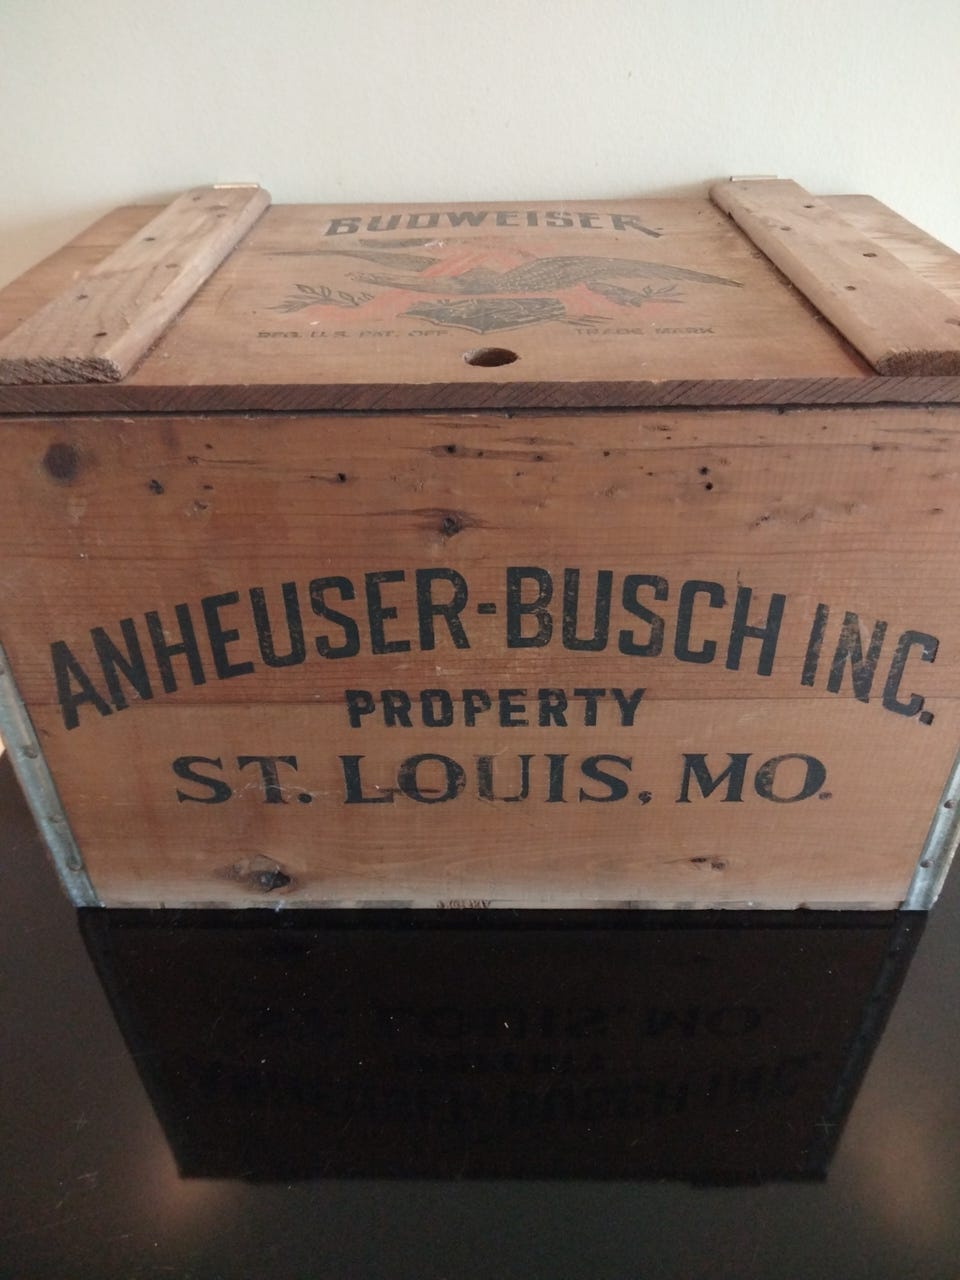 BUDWEISER
REG. U.S. PAT. OFF. TRADE MARK
ANHEUSER-BUSCH INC.
PROPERTY
ST. LOUIS, MO.